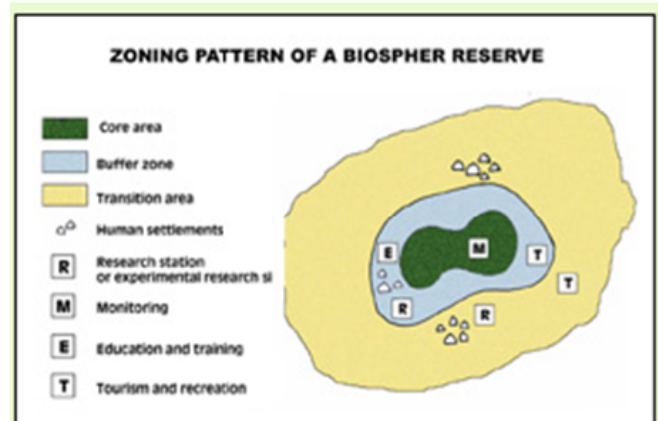 ZONING PATTERN OF A BIOSPHER RESERVE
Core area
Buffer zone
Transition area
Human settlements
R
Research station
or experimental research si
M
Monitoring
E
Education and training
T
Tourism and recreation
E
M
T
T
R
R